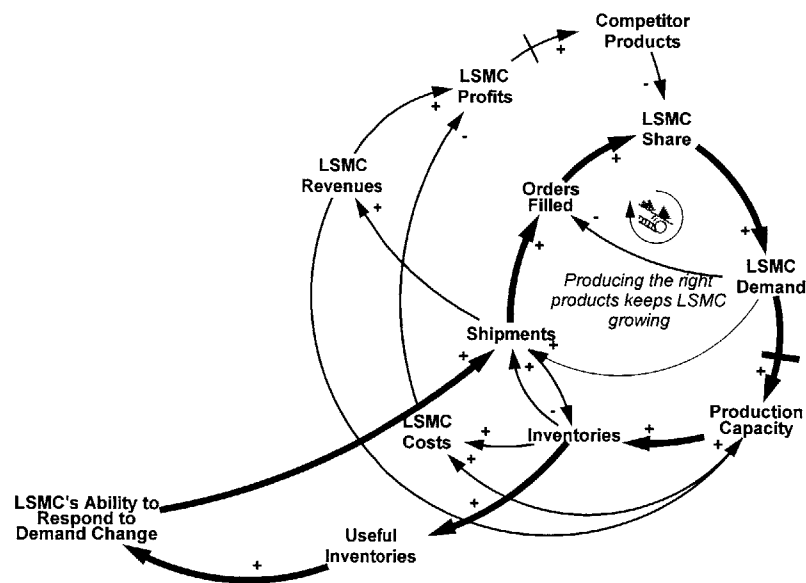 Competitor
Products
+
-
LSMC
Profits
+
-
LSMC
Share
+
LSMC
Revenues
+
Orders
Filled
-
+
+
LSMC
Demand
Producing the right
products keeps LSMC
growing
Shipments
+
+
+
-
+
Production
Capacity
+
LSMC
Costs
+
+
Inventories
+
+
LSMC's Ability to
Respond to
Demand Change
Useful
Inventories
+